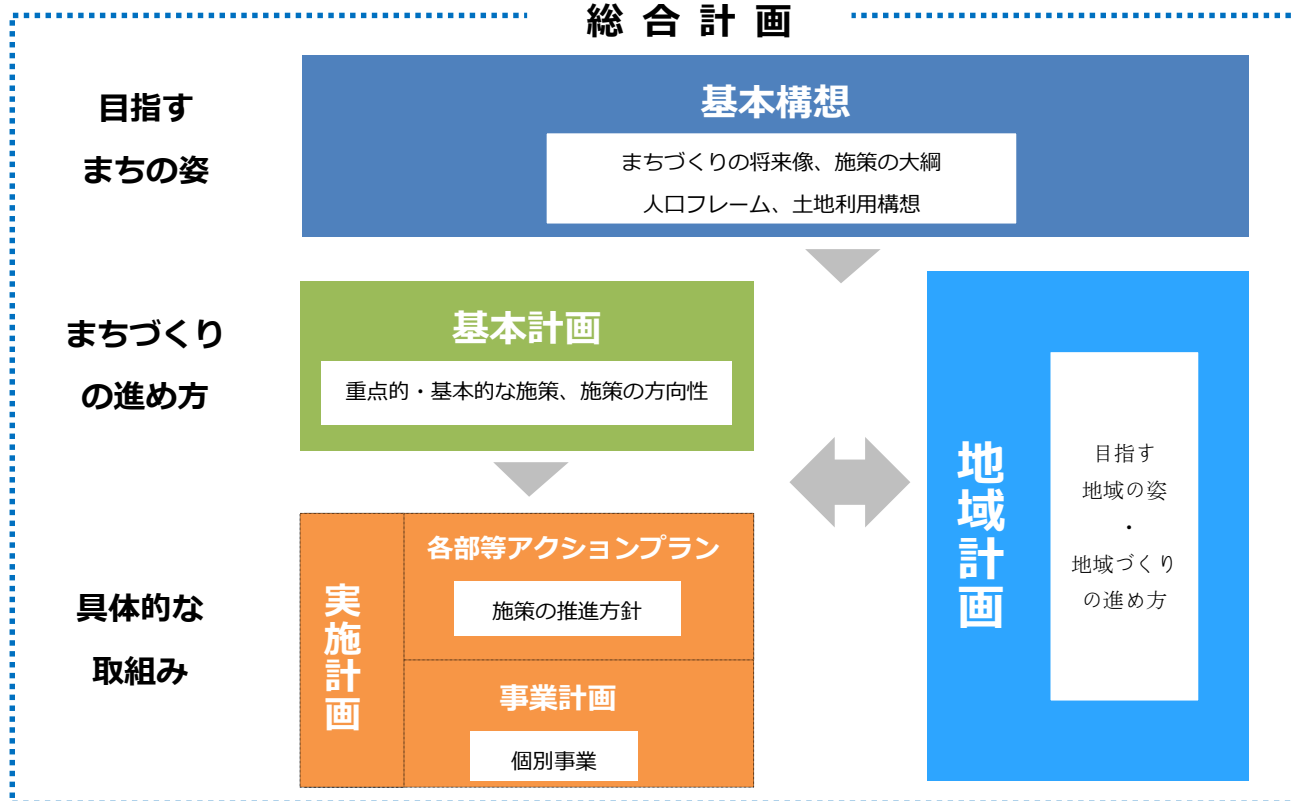 総合計画
目指す
まちの姿
基本構想
まちづくりの将来像、施策の大綱
人口フレーム、土地利用構想
まちづくり
の進め方
基本計画
重点的・基本的な施策、施策の方向性
具体的な
取組み
実施計画
各部等アクションプラン
施策の推進方針
事業計画
個別事業
地域計画
目指す
地域の姿
・
地域づくり
の進め方